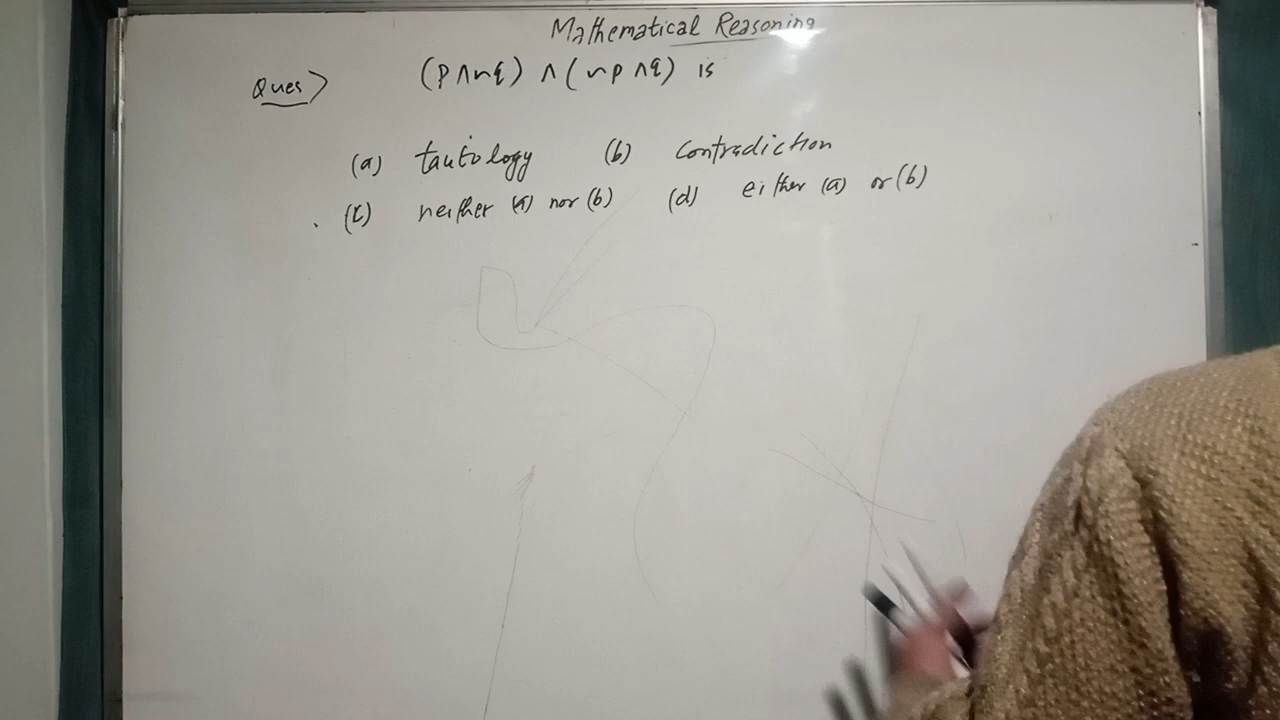 Mathematical Reasoning
Ques> (p∧~q) ∧ (~p∧q) is
(a) tautology (b) contradiction
(c) neither (a) nor (b) (d) either (a) or (b)